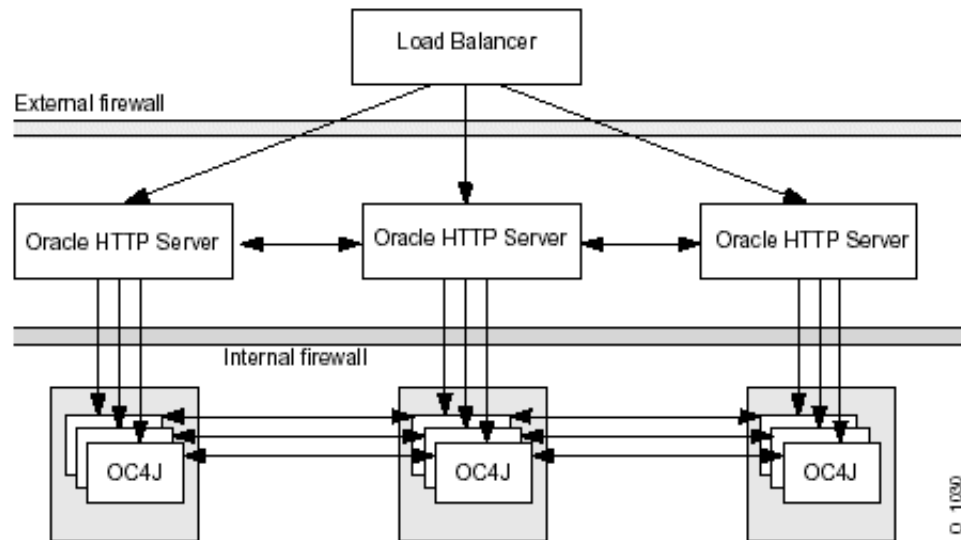 Load Balancer
External firewall
Oracle HTTP Server
Oracle HTTP Server
Oracle HTTP Server
Internal firewall
OC4J
OC4J
OC4J
O_1030